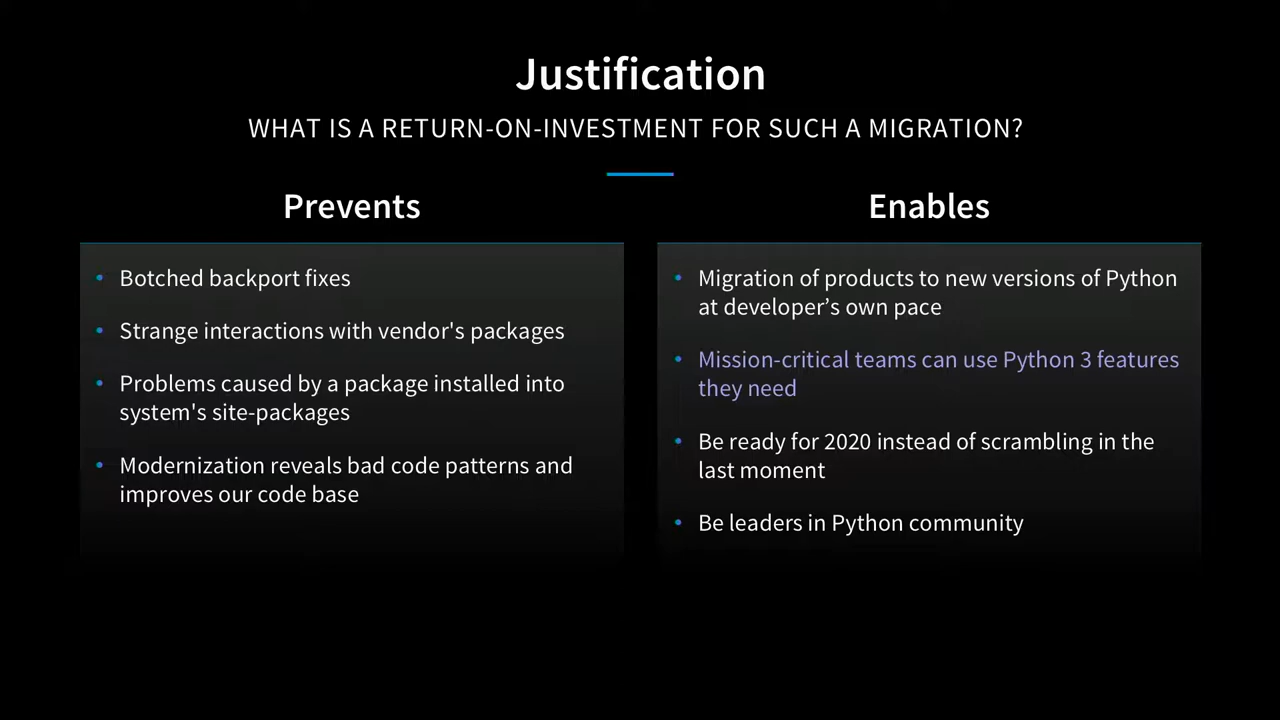 Justification
WHAT IS A RETURN-ON-INVESTMENT FOR SUCH A MIGRATION?
Prevents
• Botched backport fixes
• Strange interactions with vendor's packages
• Problems caused by a package installed into
system's site-packages
• Modernization reveals bad code patterns and
improves our code base
Enables
• Migration of products to new versions of Python
at developer’s own pace
• Mission-critical teams can use Python 3 features
they need
• Be ready for 2020 instead of scrambling in the
last moment
• Be leaders in Python community